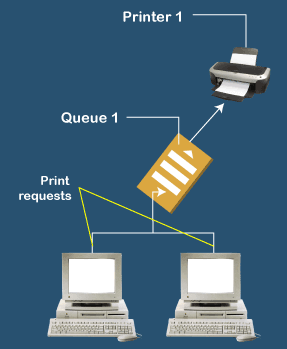 Printer 1
Queue 1
Print
requests